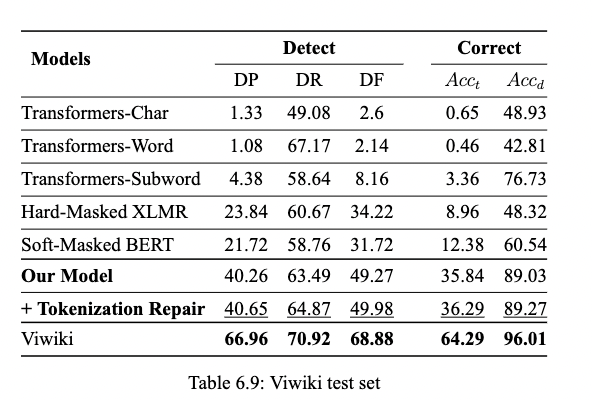 Models Detect Correct
DP DR DF Acct Accd
Transformers-Char 1.33 49.08 2.6 0.65 48.93
Transformers-Word 1.08 67.17 2.14 0.46 42.81
Transformers-Subword 4.38 58.64 8.16 3.36 76.73
Hard-Masked XLMR 23.84 60.67 34.22 8.96 48.32
Soft-Masked BERT 21.72 58.76 31.72 12.38 60.54
Our Model 40.26 63.49 49.27 35.84 89.03
+ Tokenization Repair 40.65 64.87 49.98 36.29 89.27
Viwiki 66.96 70.92 68.88 64.29 96.01
Table 6.9: Viwiki test set